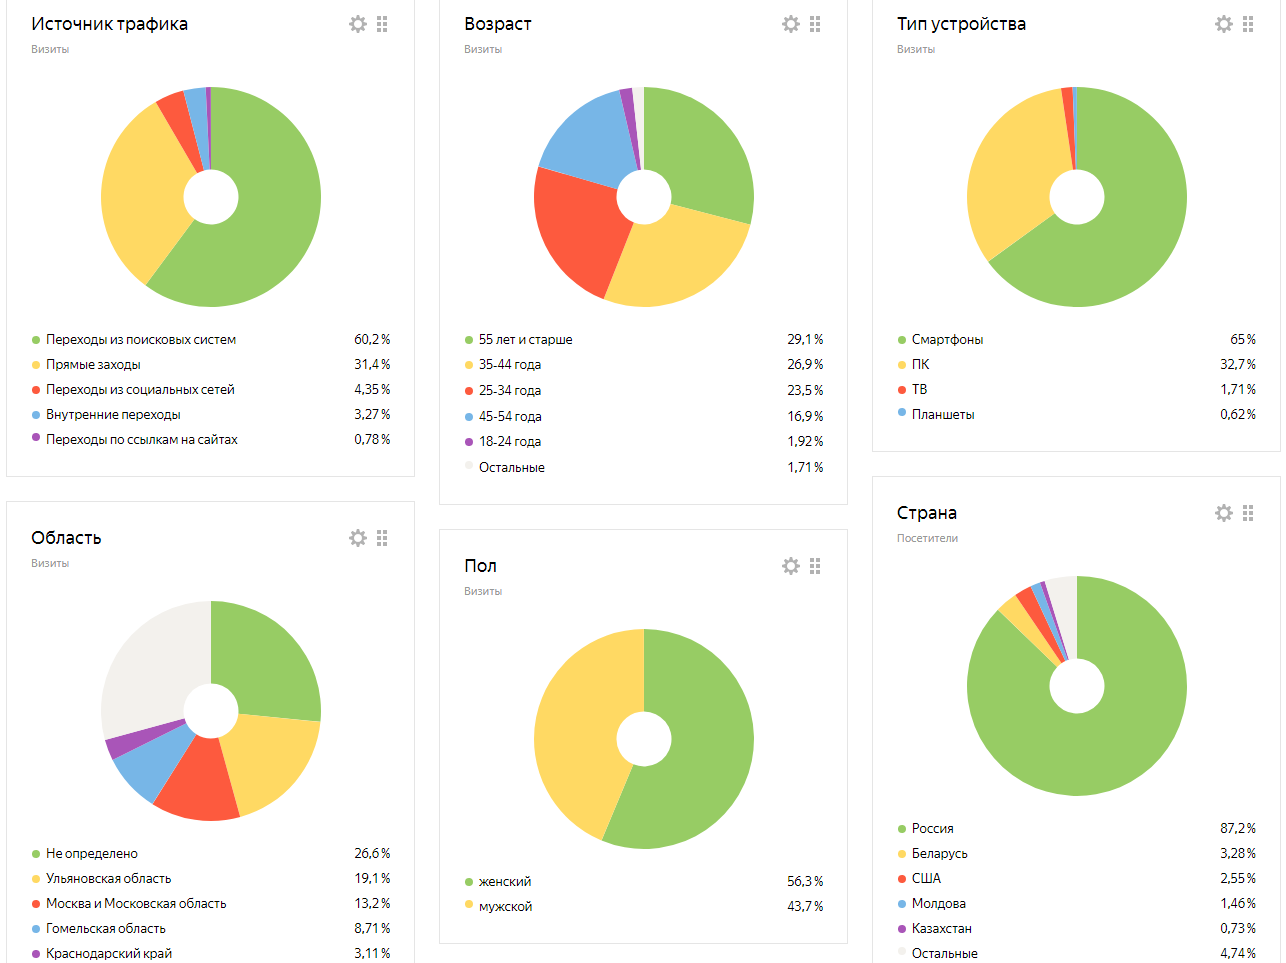 Источник трафика
Визиты
Переходы из поисковых систем 60,2 %
Прямые заходы 31,4 %
Переходы из социальных сетей 4,35 %
Внутренние переходы 3,27 %
Переходы по ссылкам на сайтах 0,78 %
Возраст
Визиты
55 лет и старше 29,1 %
35-44 года 26,9 %
25-34 года 23,5 %
45-54 года 16,9 %
18-24 года 1,92 %
Остальные 1,71 %
Тип устройства
Визиты
Смартфоны 65 %
ПК 32,7 %
ТВ 1,71 %
Планшеты 0,62 %
Область
Визиты
Не определено 26,6 %
Ульяновская область 19,1 %
Москва и Московская область 13,2 %
Гомельская область 8,71 %
Краснодарский край 3,11 %
Пол
Визиты
женский 56,3 %
мужской 43,7 %
Страна
Посетители
Россия 87,2 %
Беларусь 3,28 %
США 2,55 %
Молдова 1,46 %
Казахстан 0,73 %
Остальные 4,74 %